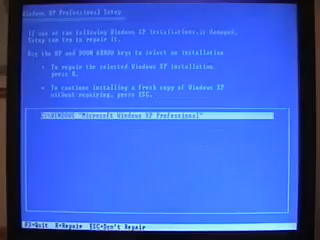 Windows XP Professional Setup
If one of the following Windows XP installations is damaged,
Setup can try to repair it.
Use the UP and DOWN ARROW keys to select an installation
• To repair the selected Windows XP installation,
press R.
• To continue installing a fresh copy of Windows XP
without repairing, press ESC.
C:\WINDOWS "Microsoft Windows XP Professional"
F3=Quit R=Repair ESC=Don't Repair